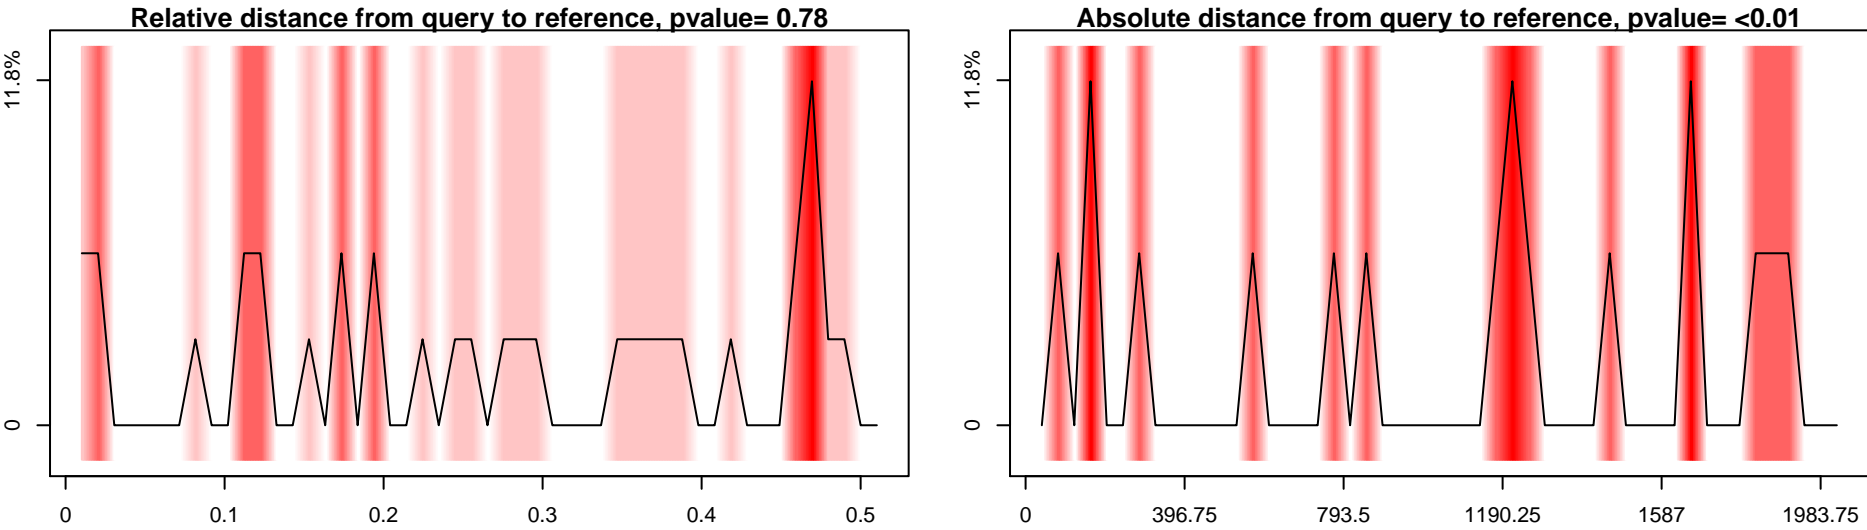 Relative distance from query to reference, pvalue= 0.78
11.8%
0
0 0.1 0.2 0.3 0.4 0.5
Absolute distance from query to reference, pvalue= <0.01
11.8%
0
0 396.75 793.5 1190.25 1587 1983.75